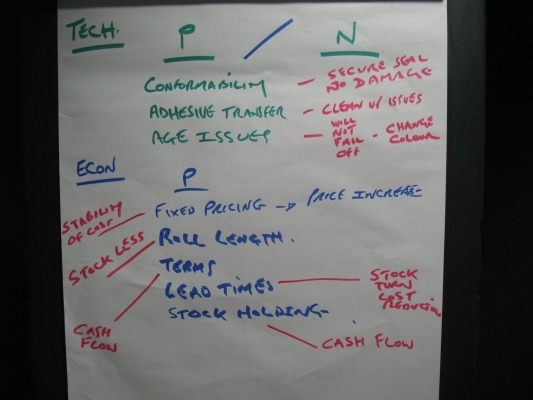 TECH. P / N
CONFORMABILITY - SECURE SEAL
NO DAMAGE
ADHESIVE TRANSFER - CLEAN UP ISSUES
AGE ISSUES - WILL NOT FALL OFF - CHANGE COLOUR
ECON P
STABILITY OF COST
FIXED PRICING → PRICE INCREASE
STOCK LESS
ROLL LENGTH.
TERMS
LEAD TIMES
STOCK TURN
COST REDUCTION
STOCK HOLDING
CASH FLOW
CASH FLOW